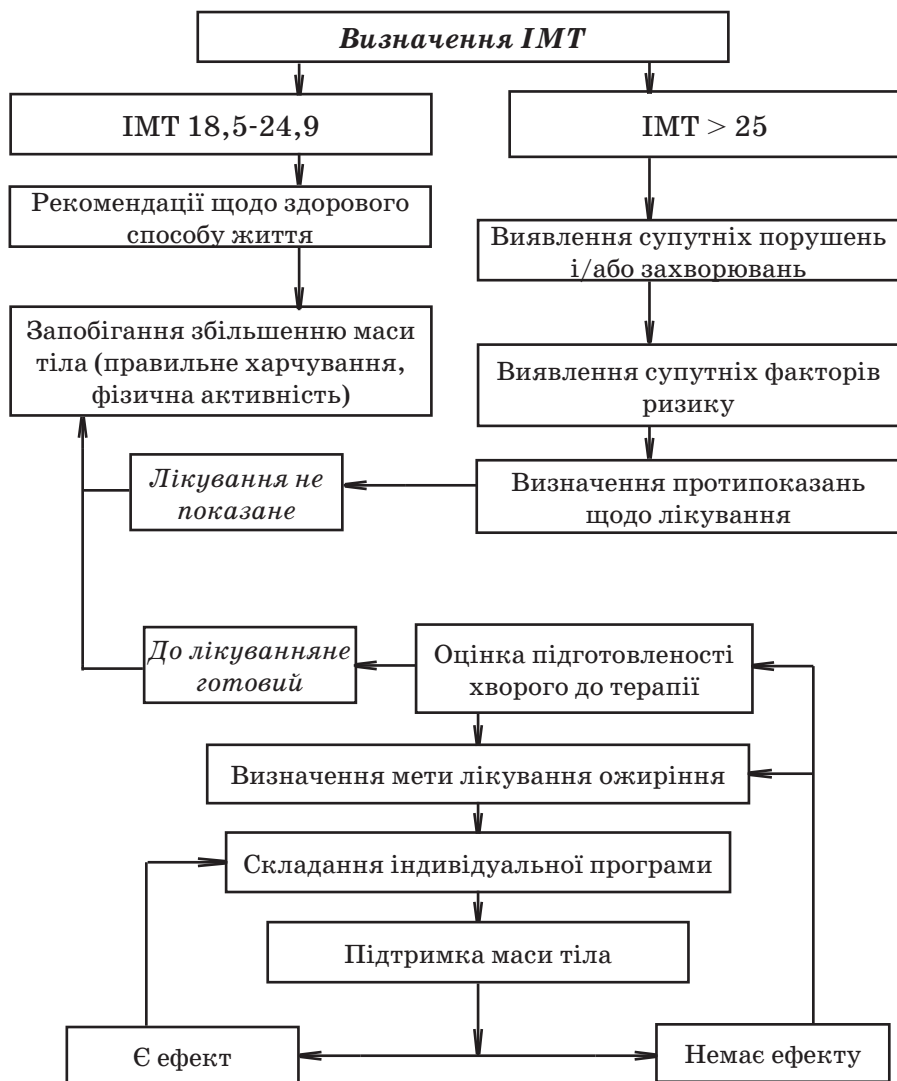 Визначення ІМТ
ІМТ 18,5-24,9
ІМТ > 25
Рекомендації щодо здорового
способу життя
Виявлення супутніх порушень
і/або захворювань
Запобігання збільшенню маси
тіла (правильне харчування,
фізична активність)
Виявлення супутніх факторів
ризику
Лікування не
показане
Визначення протипоказань
щодо лікування
До лікуванняне
готовий
Оцінка підготовленості
хворого до терапії
Визначення мети лікування ожиріння
Складання індивідуальної програми
Підтримка маси тіла
Є ефект
Немає ефекту